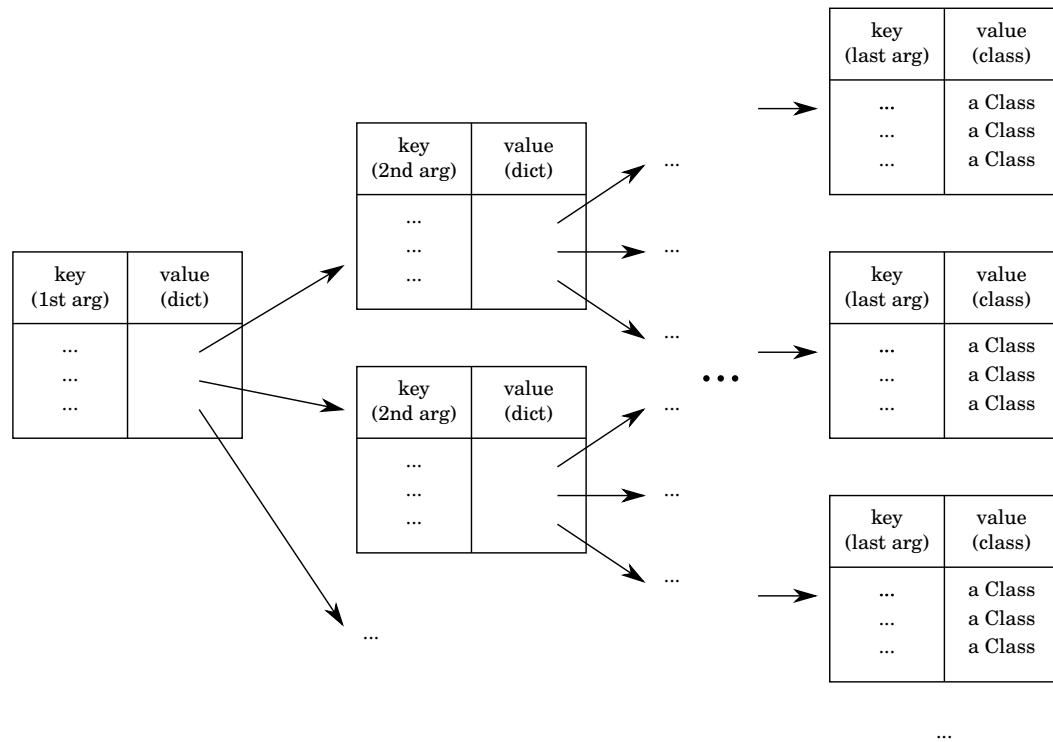 key value
(1st arg) (dict)
...
...
...
key value
(2nd arg) (dict)
...
...
...
key value
(2nd arg) (dict)
...
...
...
...
...
...
...
...
...
...
...
key value
(last arg) (class)
... a Class
... a Class
... a Class
key value
(last arg) (class)
... a Class
... a Class
... a Class
key value
(last arg) (class)
... a Class
... a Class
... a Class
...